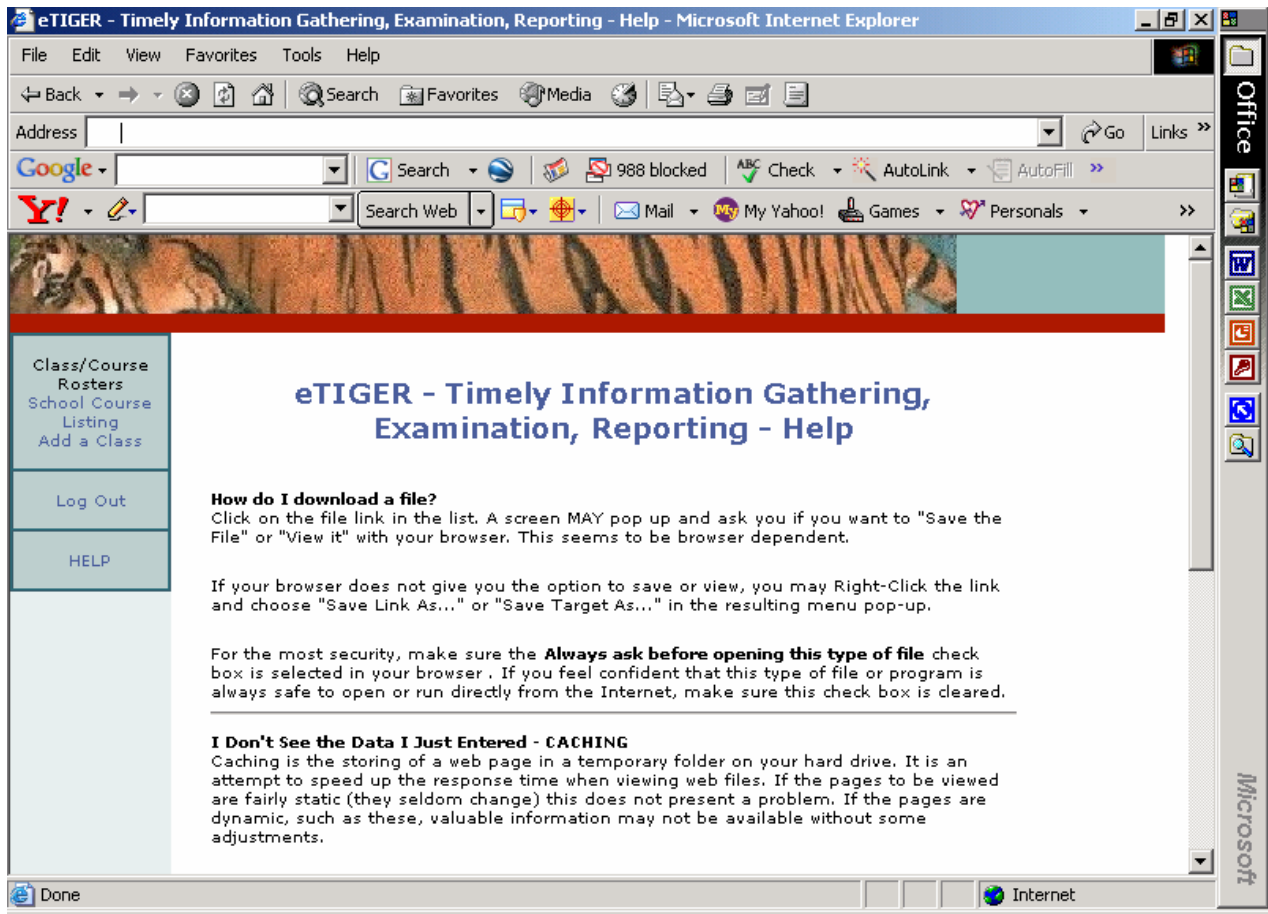 eTIGER - Timely Information Gathering, Examination, Reporting - Help - Microsoft Internet Explorer
File Edit View Favorites Tools Help
Back Search Favorites Media
Address Go Links »
Google Search 988 blocked ABC Check AutoLink AutoFill »
Y! Search Web Mail My My Yahoo! Games Personals »
Class/Course
Rosters
School Course
Listing
Add a Class
Log Out
HELP
eTIGER - Timely Information Gathering,
Examination, Reporting - Help
How do I download a file?
Click on the file link in the list. A screen MAY pop up and ask you if you want to "Save the
File" or "View it" with your browser. This seems to be browser dependent.
If your browser does not give you the option to save or view, you may Right-Click the link
and choose "Save Link As..." or "Save Target As..." in the resulting menu pop-up.
For the most security, make sure the Always ask before opening this type of file check
box is selected in your browser . If you feel confident that this type of file or program is
always safe to open or run directly from the Internet, make sure this check box is cleared.
I Don't See the Data I Just Entered - CACHING
Caching is the storing of a web page in a temporary folder on your hard drive. It is an
attempt to speed up the response time when viewing web files. If the pages to be viewed
are fairly static (they seldom change) this does not present a problem. If the pages are
dynamic, such as these, valuable information may not be available without some
adjustments.
Done Internet
Office
Microsoft